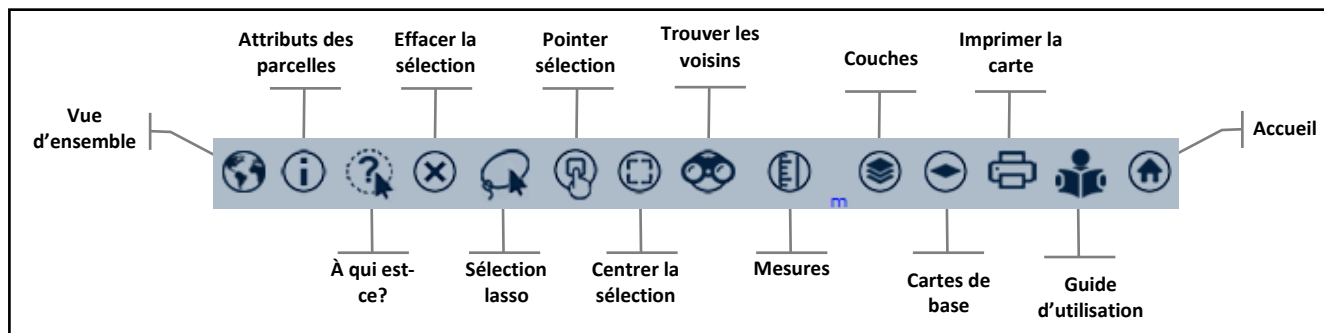 Attributs des
parcelles
Effacer la
sélection
Pointer
sélection
Trouver les
voisins
Couches
Imprimer la
carte
Vue
d'ensemble
Accueil
?
m
À qui est-
ce?
Sélection
lasso
Centrer la
sélection
Mesures
Cartes de
base
Guide
d'utilisation